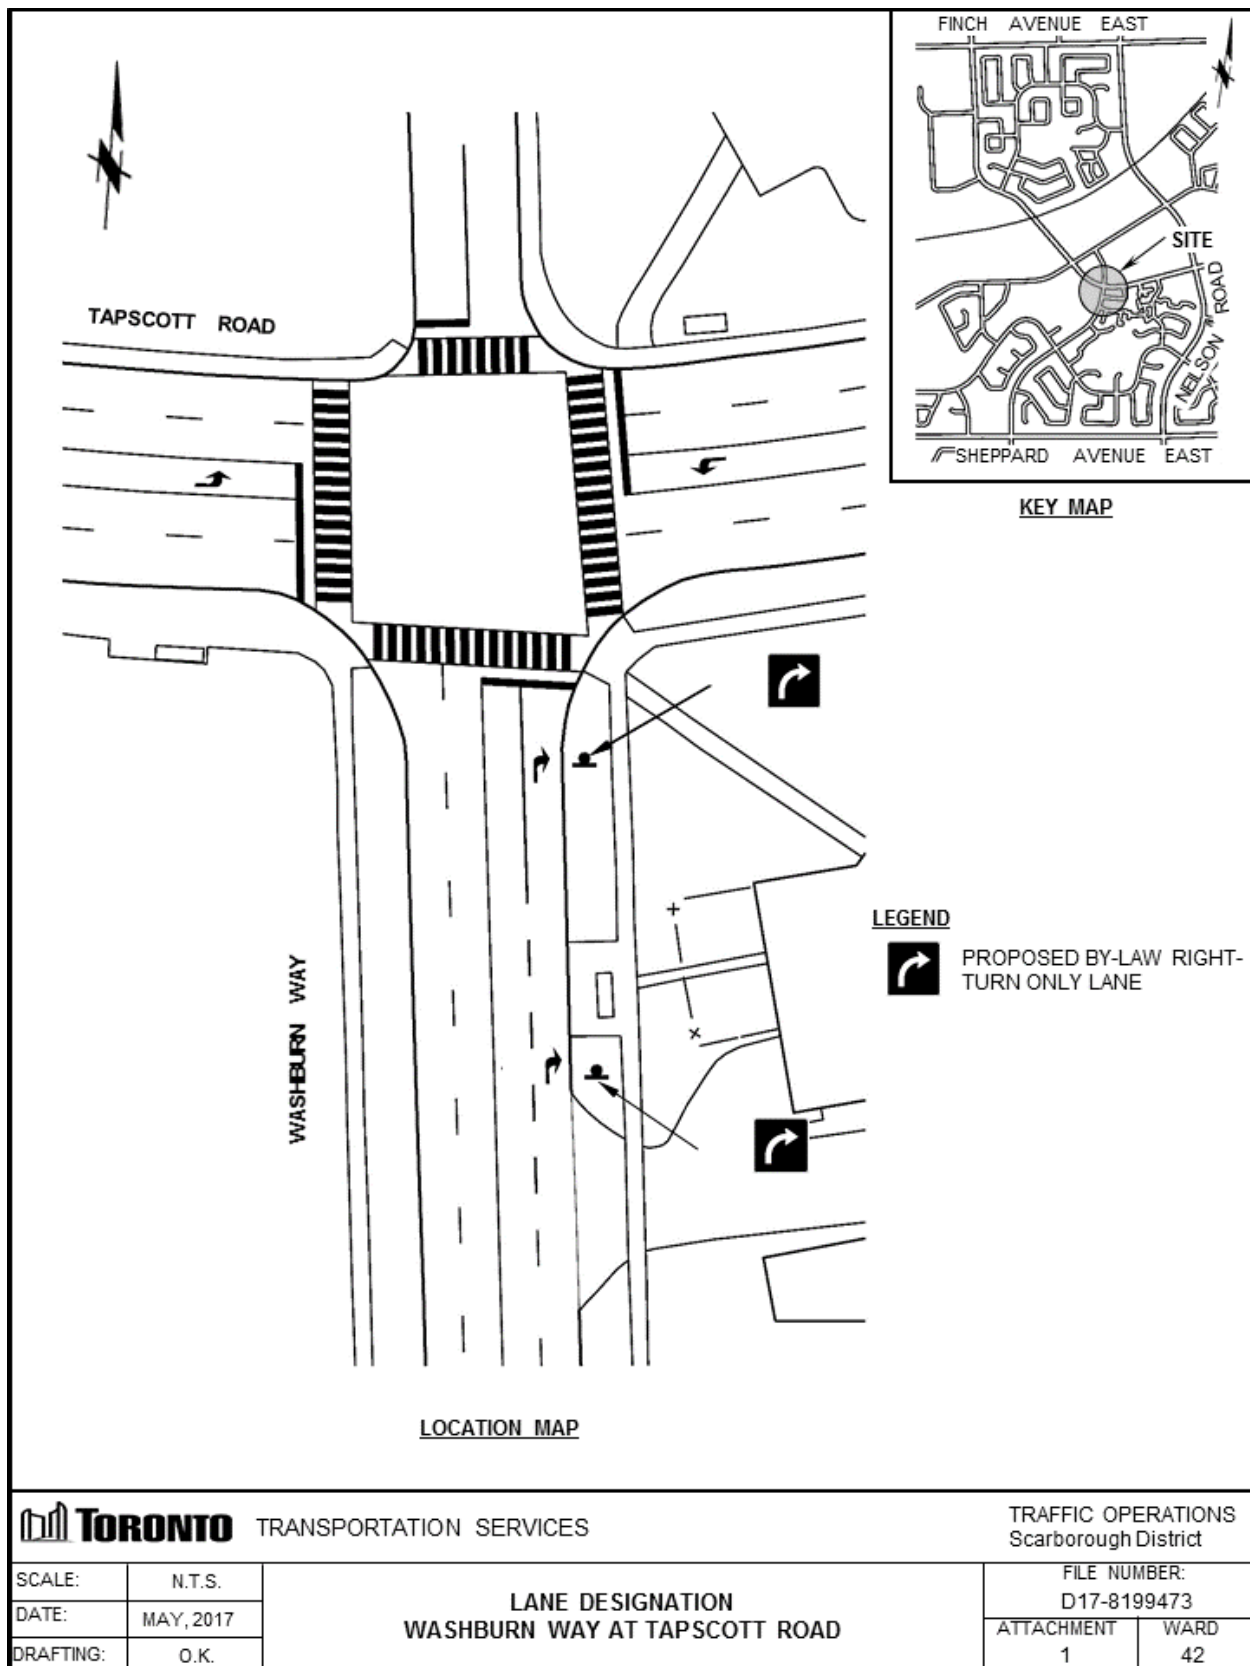 FINCH AVENUE EAST
SITE
NEILSON ROAD
SHEPPARD AVENUE EAST
KEY MAP
TAPSCOTT ROAD
WASHBURN WAY
LEGEND
PROPOSED BY-LAW RIGHT-
TURN ONLY LANE
LOCATION MAP
TORONTO TRANSPORTATION SERVICES
TRAFFIC OPERATIONS
Scarborough District
SCALE: N.T.S.
DATE: MAY, 2017
DRAFTING: O.K.
LANE DESIGNATION
WASHBURN WAY AT TAPSCOTT ROAD
FILE NUMBER:
D17-8199473
ATTACHMENT WARD
1 42